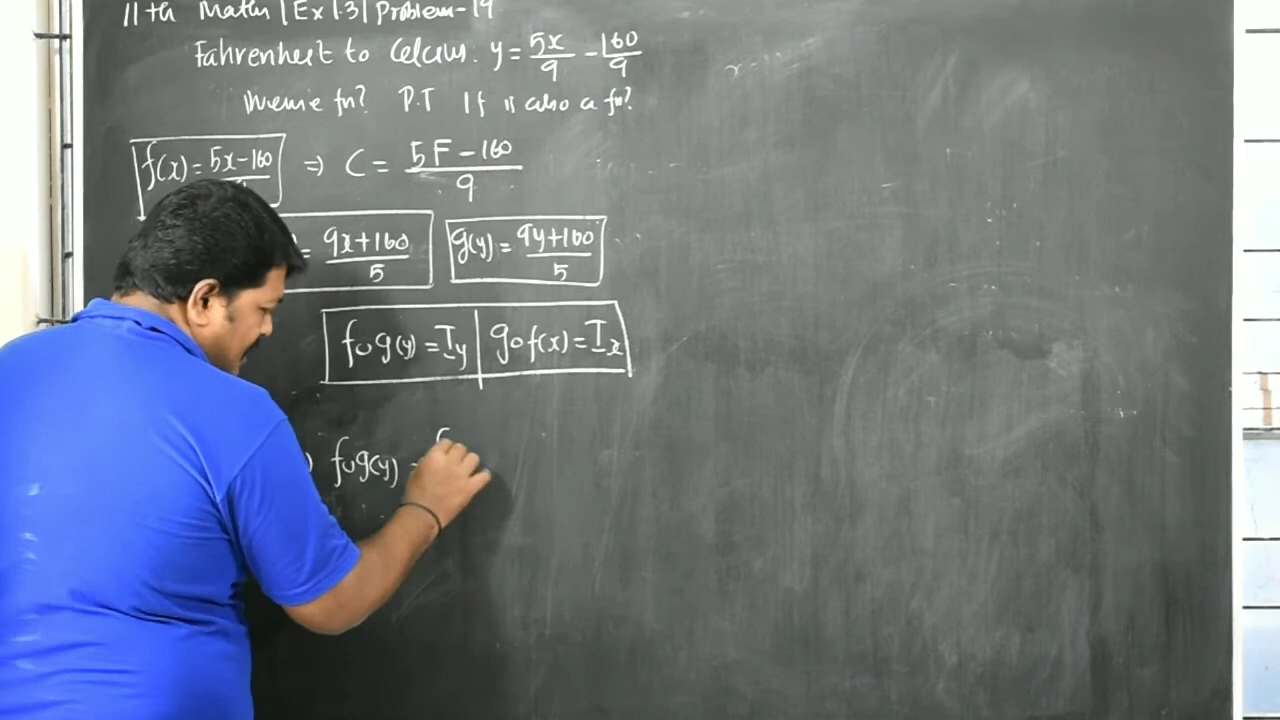 11th Math | Ex 1.3 | Problem-19
Fahrenheit to Celcius. y = 5x/9 - 160/9
Inverse fn? P.T It is also a fn?
f(x) = 5x-160 ⇒ C = 5F-160/9
= 9x+160/5 g(y) = 9y+160/5
fog(y) = Iy | gof(x) = Ix
) fog(y) =